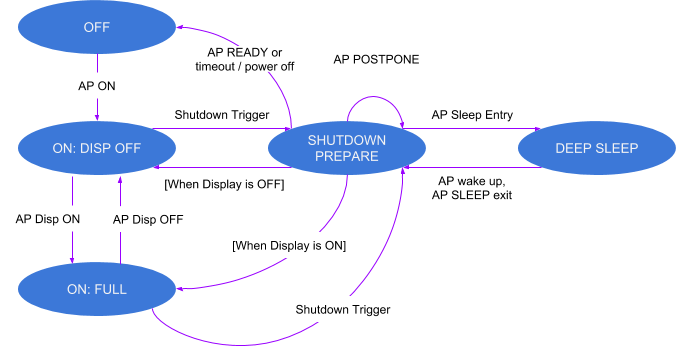 OFF
AP READY or
timeout / power off
AP POSTPONE
AP ON
Shutdown Trigger
AP Sleep Entry
ON: DISP OFF
SHUTDOWN
PREPARE
DEEP SLEEP
[When Display is OFF]
AP wake up,
AP SLEEP exit
AP Disp ON
AP Disp OFF
[When Display is ON]
ON: FULL
Shutdown Trigger